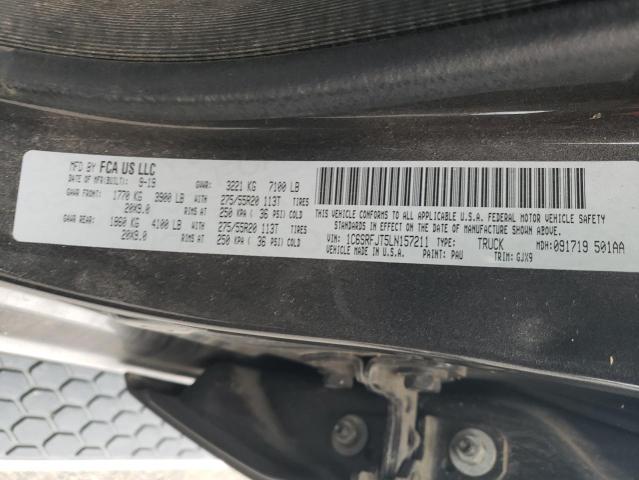 MFD BY FCA US LLC
DATE OF MFR(BUILT): 9-19 GVWR: 3221 KG 7100 LB
GAWR FRONT: 1770 KG 3900 LB WITH 275/55R20 113T TIRES
20X9.0 RIMS AT 250 KPA ( 36 PSI) COLD
GAWR REAR: 1860 KG 4100 LB WITH 275/55R20 113T TIRES
20X9.0 RIMS AT 250 KPA ( 36 PSI) COLD
THIS VEHICLE CONFORMS TO ALL APPLICABLE U.S.A. FEDERAL MOTOR VEHICLE SAFETY
STANDARDS IN EFFECT ON THE DATE OF MANUFACTURE SHOWN ABOVE.
VIN: 1C6SRFJT5LN157211 TYPE: TRUCK MDH: 091719 501AA
VEHICLE MADE IN U.S.A. PAINT: PAU TRIM: GJX9